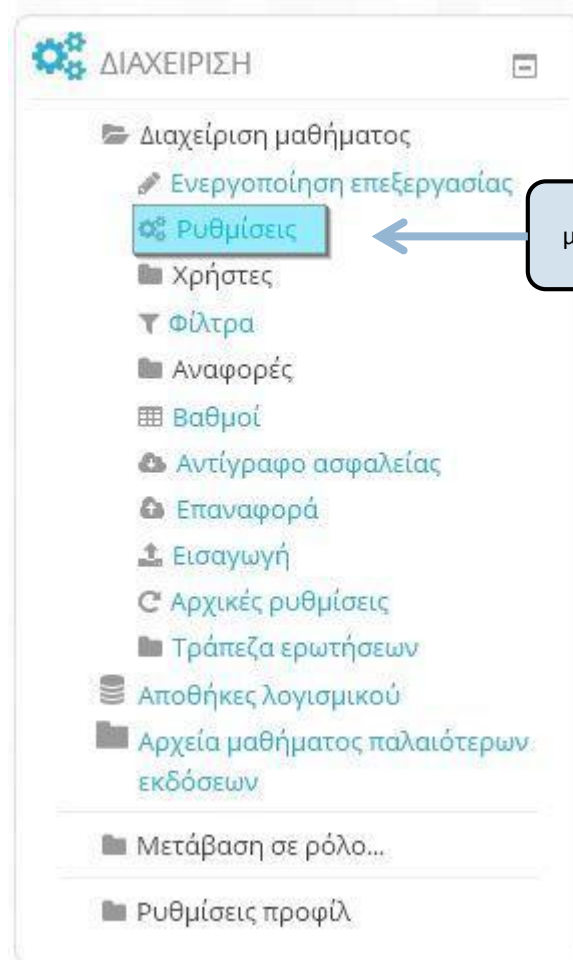 ΔΙΑΧΕΙΡΙΣΗ
Διαχείριση μαθήματος
Ενεργοποίηση επεξεργασίας
Ρυθμίσεις
Χρήστες
Φίλτρα
Αναφορές
Βαθμοί
Αντίγραφο ασφαλείας
Επαναφορά
Εισαγωγή
Αρχικές ρυθμίσεις
Τράπεζα ερωτήσεων
Αποθήκες λογισμικού
Αρχεία μαθήματος παλαιότερων
εκδόσεων
Μετάβαση σε ρόλο...
Ρυθμίσεις προφίλ